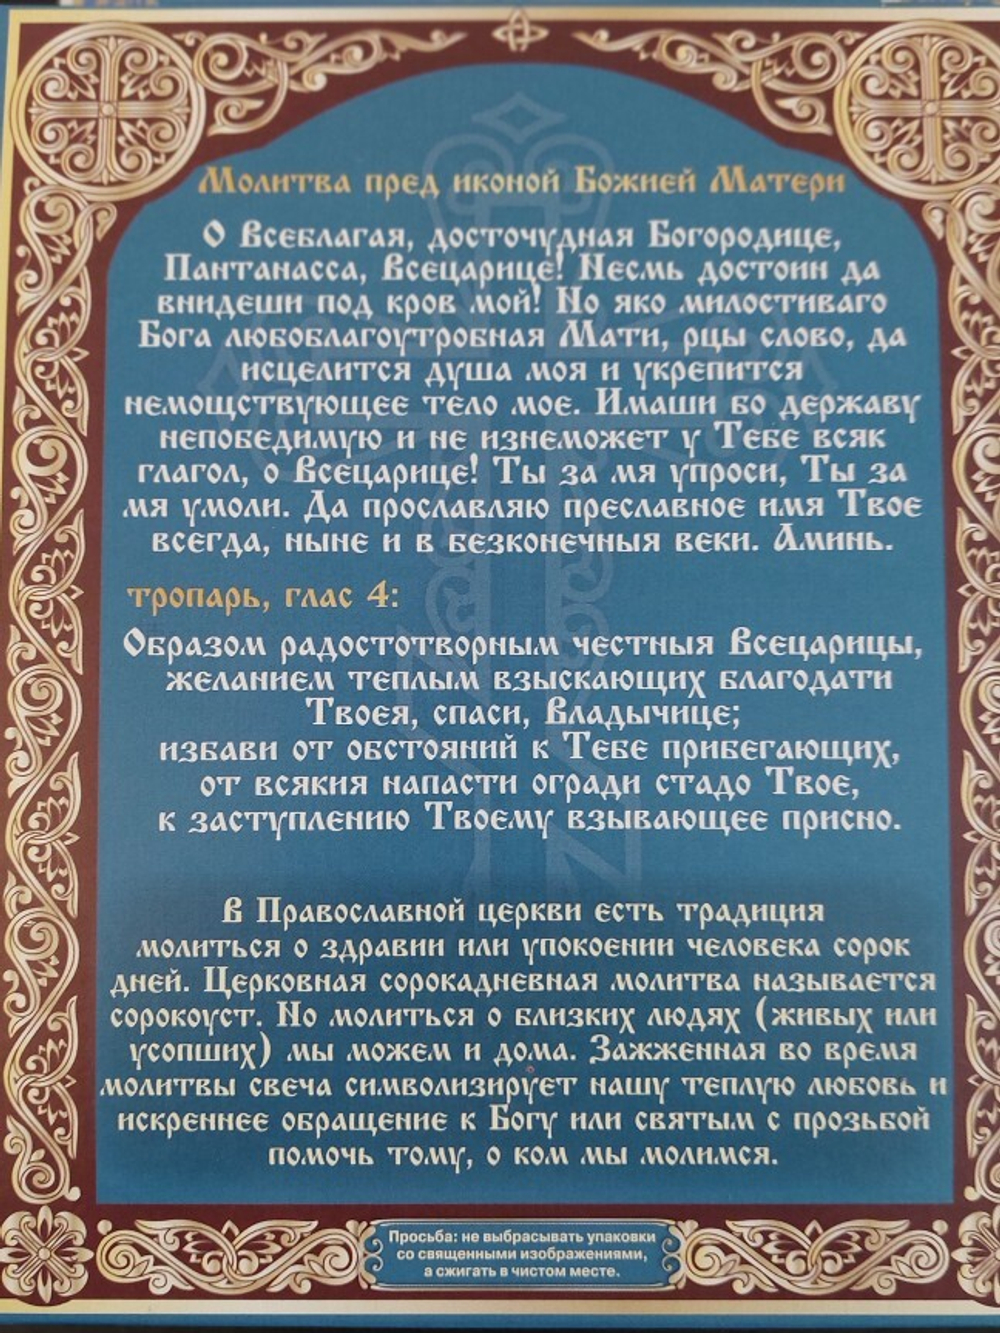 Молитва пред иконой Божией Матери
О Всеблагая, досточудная Богородице,
Пантанасса, Всецарице! Несмь достоин да
внидеши под кров мой! Но яко милостиваго
Бога любоблагоутробная Мати, рцы слово, да
исцелится душа моя и укрепится
немощствующее тело мое. Имаши бо державу
непобедимую и не изнеможет у Тебе всяк
глагол, о Всецарице! Ты за мя упроси, Ты за
мя умоли. Да прославляю преславное имя Твое
всегда, ныне и в безконечныя веки. Аминь.
тропарь, глас 4:
Образом радостотворным честныя Всецарицы,
желанием теплым взыскающих благодати
Твоея, спаси, Владычице;
избави от обстояний к Тебе прибегающих,
от всякия напасти огради стадо Твое,
к заступлению Твоему взывающее присно.
В Православной церкви есть традиция
молиться о здравии или упокоении человека сорок
дней. Церковная сорокадневная молитва называется
сорокоуст. Но молиться о близких людях (живых или
усопших) мы можем и дома. Зажженная во время
молитвы свеча символизирует нашу теплую любовь и
искреннее обращение к Богу или святым с прозьбой
помочь тому, о ком мы молимся.
Просьба: не выбрасывать упаковки
со священными изображениями,
а сжигать в чистом месте.